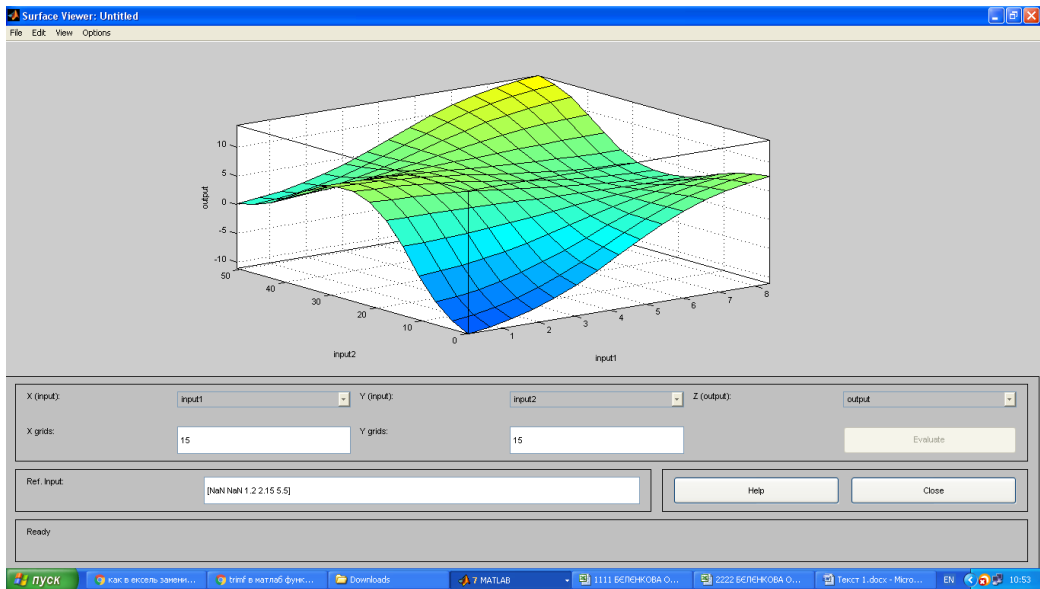 Surface Viewer: Untitled
File Edit View Options
10
5
0
-5
-10
output
50
40
30
20
10
0
input2
1
2
3
4
5
6
7
8
input1
X (input):
input1
Y (input):
input2
Z (output):
output
X grids:
15
Y grids:
15
Evaluate
Ref. Input:
[NaN NaN 1.2 2.15 5.5]
Help
Close
Ready
пуск
как в ексель замени...
trimf в матлаб функ...
Downloads
7 MATLAB
1111 БЕЛЕНКОВА О...
2222 БЕЛЕНКОВА О...
Текст 1.docx - Micro...
EN
10:53